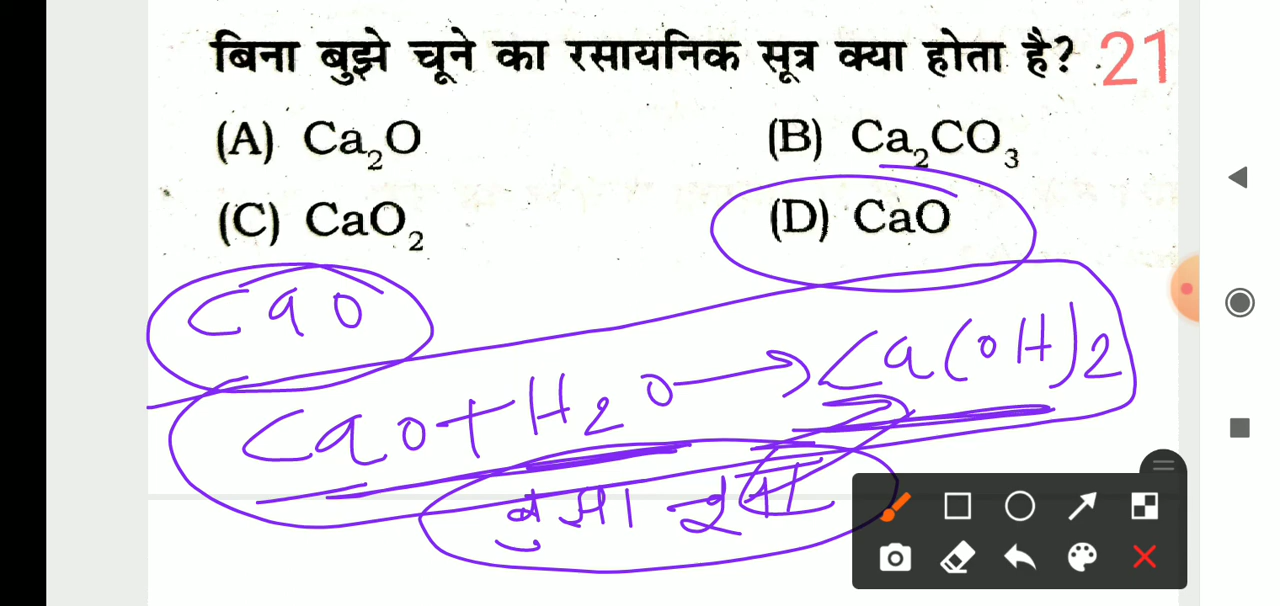 बिना बुझे चूने का रसायनिक सूत्र क्या होता है? 21
(A) Ca₂O (B) Ca₂CO₃
(C) CaO₂ (D) CaO
CaO
CaO + H₂O → Ca(OH)2
बुझा चूना